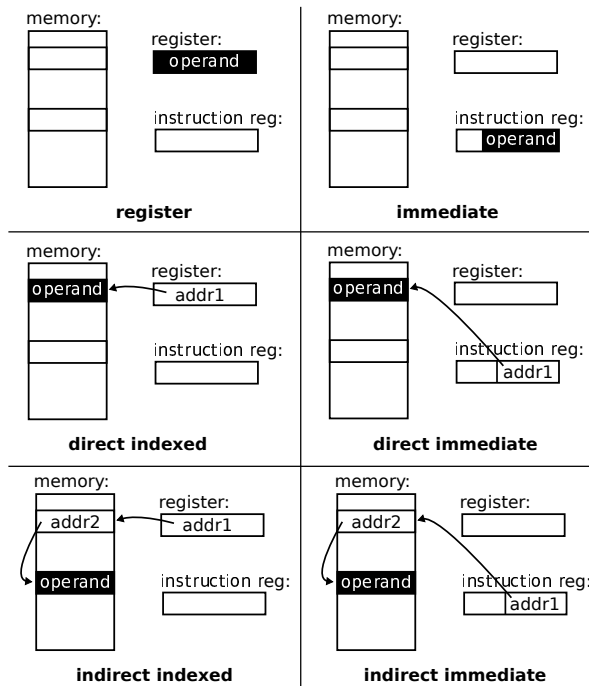 memory:
register:
operand
instruction reg:
register
memory:
register:
instruction reg:
operand
immediate
memory:
register:
operand
addr1
instruction reg:
direct indexed
memory:
register:
operand
instruction reg:
addr1
direct immediate
memory:
register:
addr2
addr1
operand
instruction reg:
indirect indexed
memory:
register:
addr2
operand
instruction reg:
addr1
indirect immediate